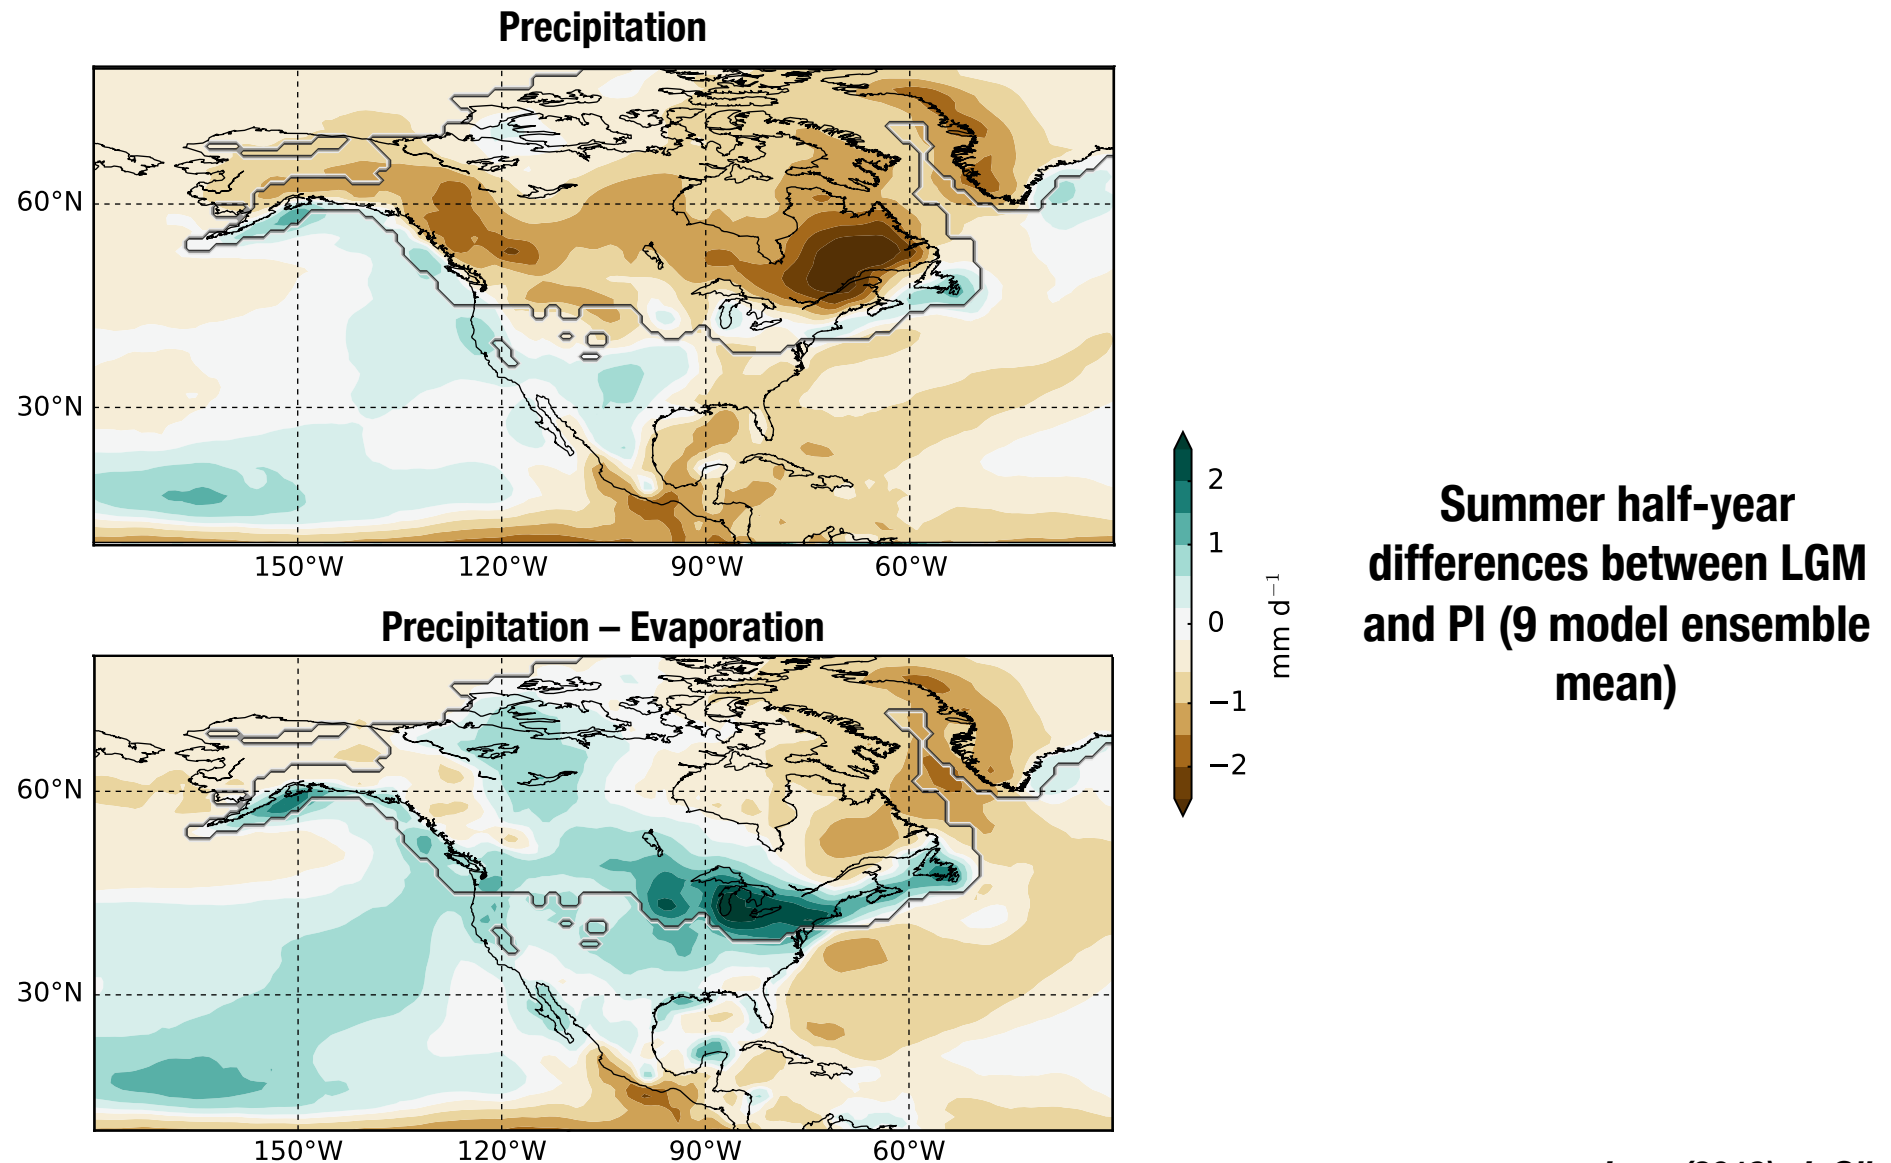 Precipitation
60°N
30°N
150°W 120°W 90°W 60°W
Precipitation – Evaporation
60°N
30°N
150°W 120°W 90°W 60°W
2
1
0
−1
−2
mm d⁻¹
Summer half-year
differences between LGM
and PI (9 model ensemble
mean)